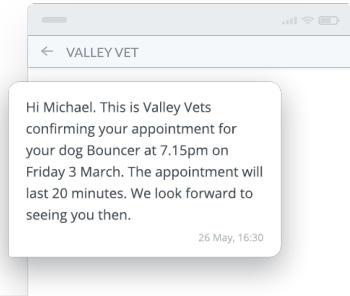 VALLEY VET
Hi Michael. This is Valley Vets
confirming your appointment for
your dog Bouncer at 7.15pm on
Friday 3 March. The appointment will
last 20 minutes. We look forward to
seeing you then.
26 May, 16:30